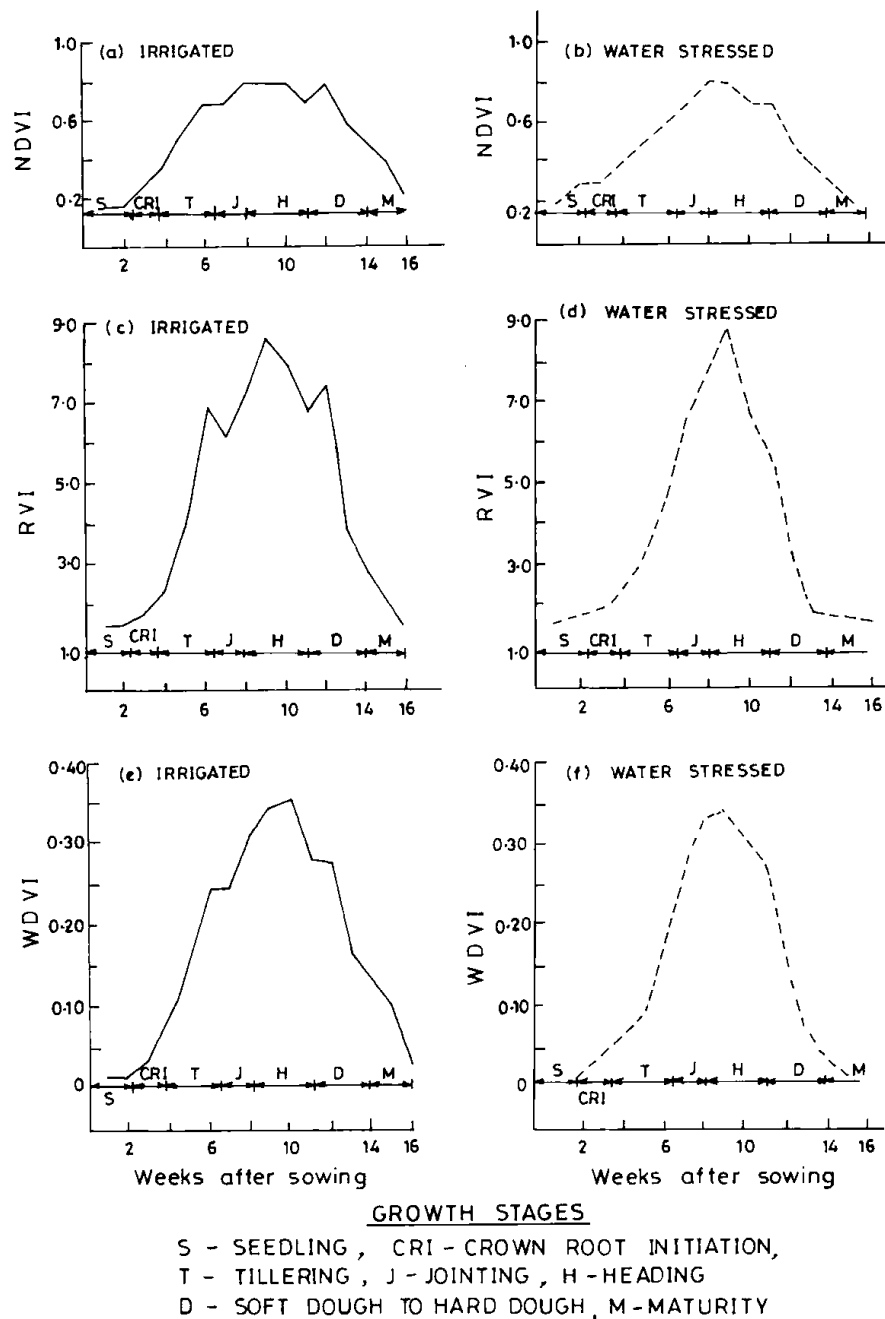 (a) IRRIGATED
NDVI
1·0
0·6
0·2
S CRI T J H D M
2 6 10 14 16
(b) WATER STRESSED
NDVI
1·0
0·6
0·2
S CRI T J H D M
2 6 10 14 16
(c) IRRIGATED
RVI
9·0
7·0
5·0
3·0
1·0
S CRI T J H D M
2 6 10 14 16
(d) WATER STRESSED
RVI
9·0
7·0
5·0
3·0
1·0
S CRI T J H D M
2 6 10 14 16
(e) IRRIGATED
WDVI
0·40
0·30
0·20
0·10
0
S CRI T J H D M
2 6 10 14 16
Weeks after sowing
(f) WATER STRESSED
WDVI
0·40
0·30
0·20
0·10
0
S CRI T J H D M
2 6 10 14 16
Weeks after sowing
GROWTH STAGES
S - SEEDLING, CRI - CROWN ROOT INITIATION,
T - TILLERING, J - JOINTING, H - HEADING
D - SOFT DOUGH TO HARD DOUGH, M - MATURITY